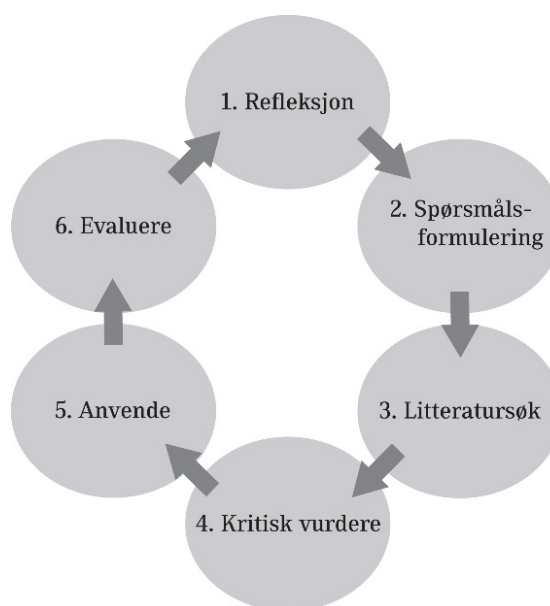 1. Refleksjon
2. Spørsmåls-
formulering
3. Litteratursøk
4. Kritisk vurdere
5. Anvende
6. Evaluere